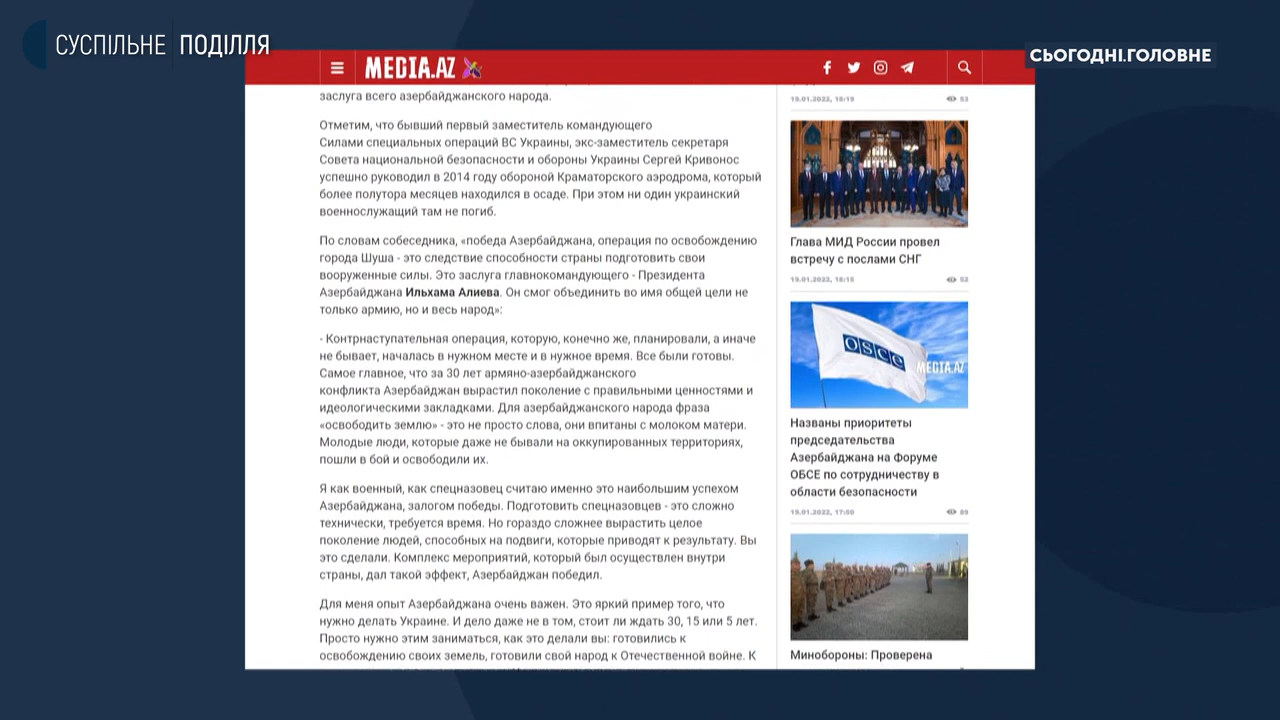 СУСПІЛЬНЕ ПОДІЛЛЯ
СЬОГОДНІ.ГОЛОВНЕ
MEDIA.AZ
заслуга всего азербайджанского народа.
Отметим, что бывший первый заместитель командующего
Силами специальных операций ВС Украины, экс-заместитель секретаря
Совета национальной безопасности и обороны Украины Сергей Кривонос
успешно руководил в 2014 году обороной Краматорского аэродрома, который
более полутора месяцев находился в осаде. При этом ни один украинский
военнослужащий там не погиб.
По словам собеседника, «победа Азербайджана, операция по освобождению
города Шуша - это следствие способности страны подготовить свои
вооруженные силы. Это заслуга главнокомандующего - Президента
Азербайджана Ильхама Алиева. Он смог объединить во имя общей цели не
только армию, но и весь народ»:
- Контрнаступательная операция, которую, конечно же, планировали, а иначе
не бывает, началась в нужном месте и в нужное время. Все были готовы.
Самое главное, что за 30 лет армяно-азербайджанского
конфликта Азербайджан вырастил поколение с правильными ценностями и
идеологическими закладками. Для азербайджанского народа фраза
«освободить землю» - это не просто слова, они впитаны с молоком матери.
Молодые люди, которые даже не бывали на оккупированных территориях,
пошли в бой и освободили их.
Я как военный, как спецназовец считаю именно это наибольшим успехом
Азербайджана, залогом победы. Подготовить спецназовцев - это сложно
технически, требуется время. Но гораздо сложнее вырастить целое
поколение людей, способных на подвиги, которые приводят к результату. Вы
это сделали. Комплекс мероприятий, который был осуществлен внутри
страны, дал такой эффект, Азербайджан победил.
Для меня опыт Азербайджана очень важен. Это яркий пример того, что
нужно делать Украине. И дело даже не в том, стоит ли ждать 30, 15 или 5 лет.
Просто нужно этим заниматься, как это делали вы: готовились к
освобождению своих земель, готовили свой народ к Отечественной войне. К
19.01.2022, 18:19 53
Глава МИД России провел
встречу с послами СНГ
19.01.2022, 18:15 52
OSCE
MEDIA.AZ
Названы приоритеты
председательства
Азербайджана на Форуме
ОБСЕ по сотрудничеству в
области безопасности
19.01.2022, 17:50 89
Минобороны: Проверена